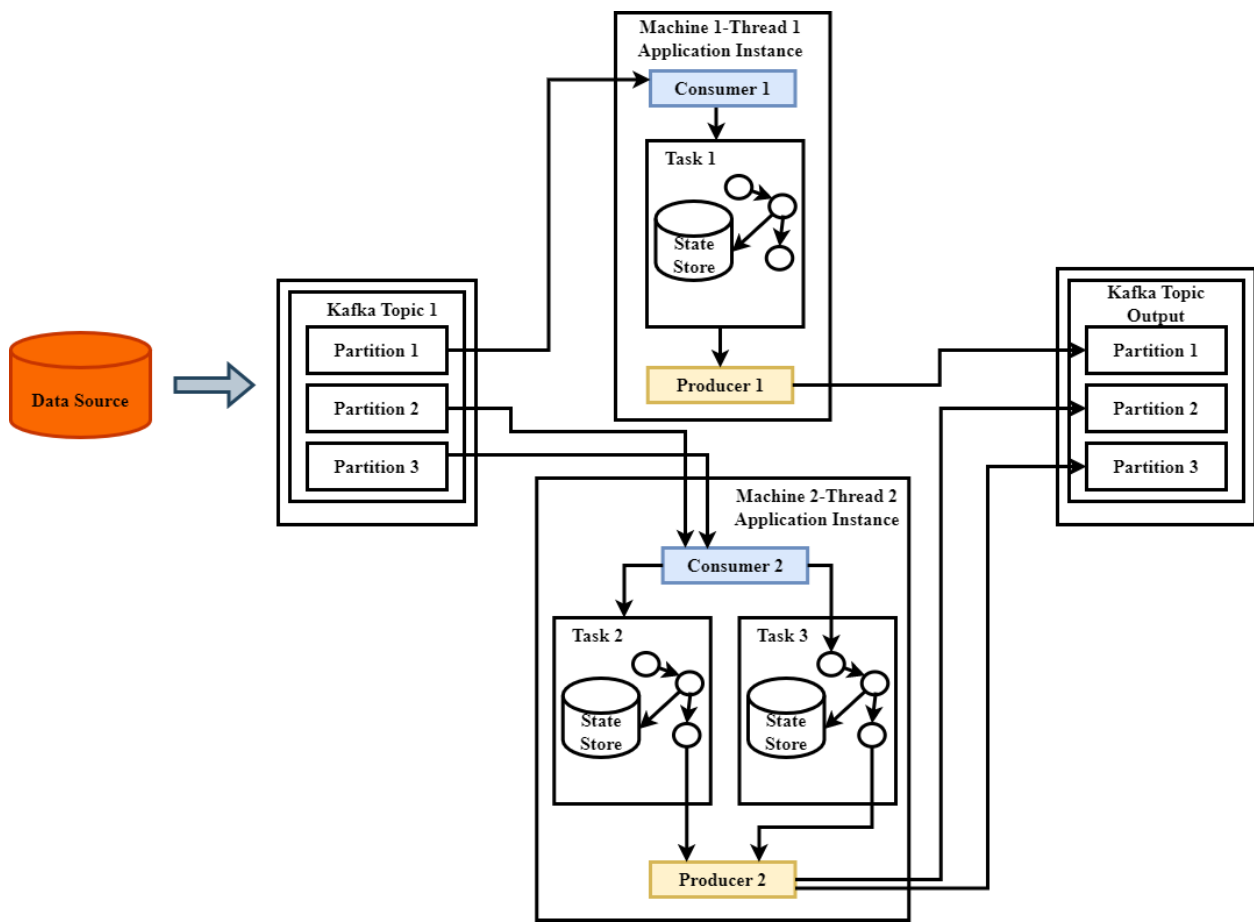 Machine 1-Thread 1
Application Instance
Consumer 1
Task 1
State
Store
Producer 1
Data Source
Kafka Topic 1
Partition 1
Partition 2
Partition 3
Machine 2-Thread 2
Application Instance
Consumer 2
Task 2
State
Store
Task 3
State
Store
Producer 2
Kafka Topic
Output
Partition 1
Partition 2
Partition 3